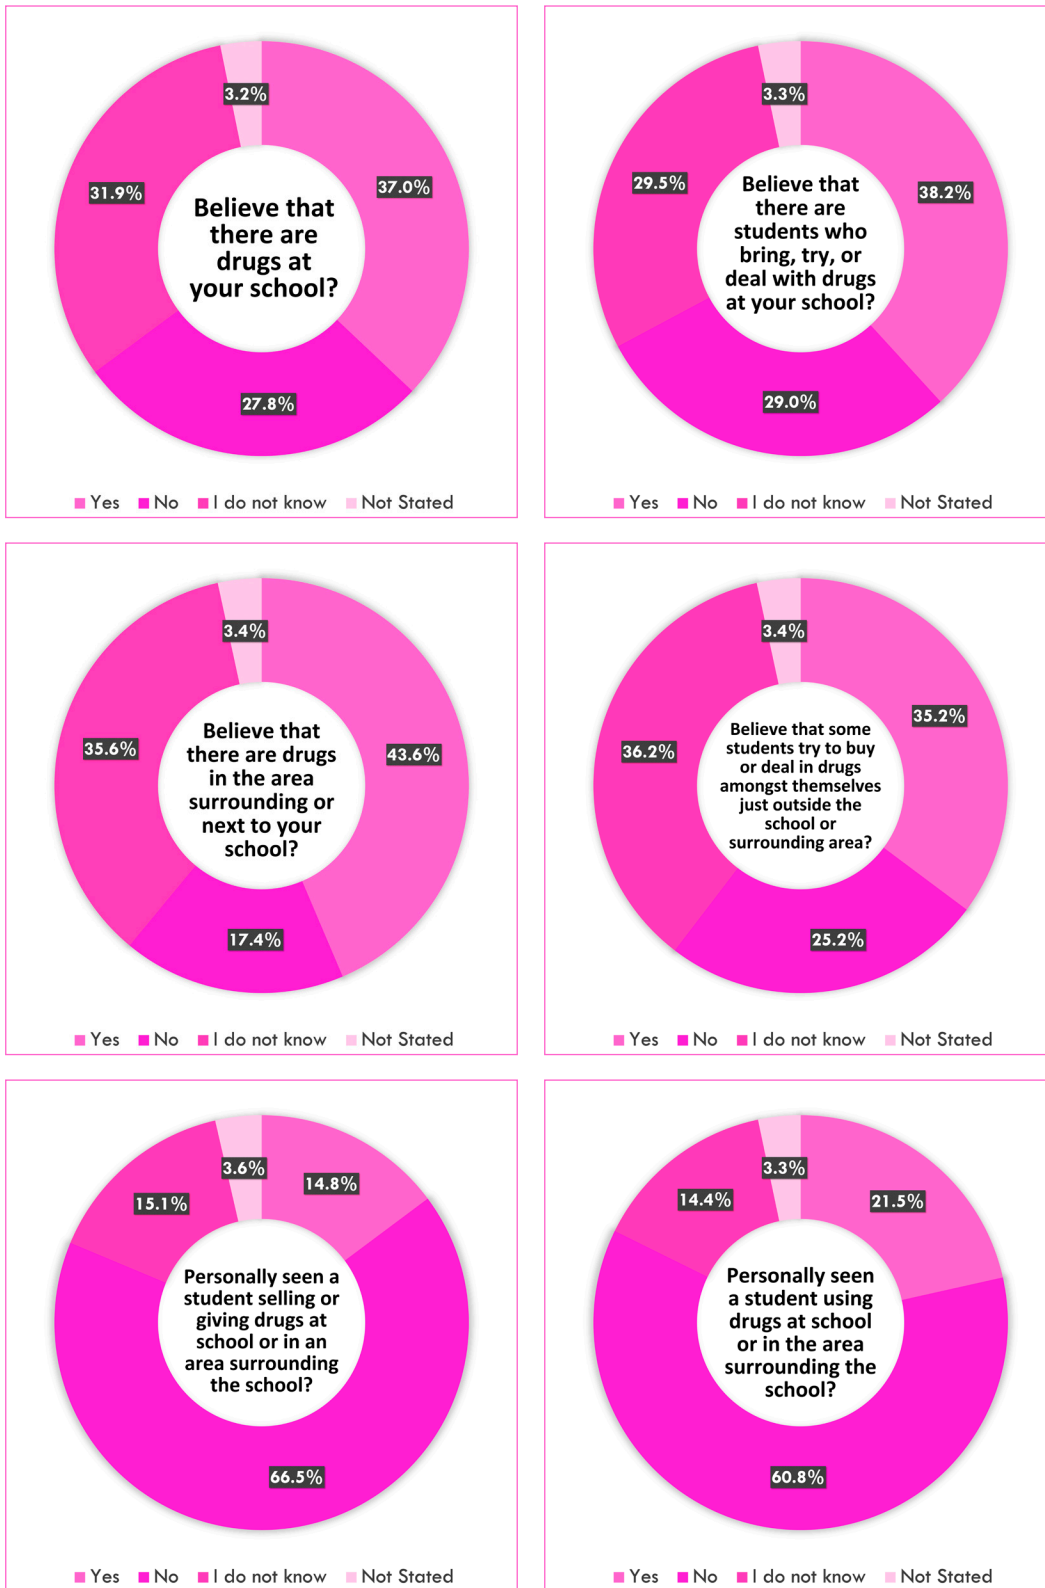 3.2%
37.0%
31.9%
Believe that
there are
drugs at
your school?
27.8%
Yes No I do not know Not Stated
3.3%
38.2%
29.5%
Believe that
there are
students who
bring, try, or
deal with drugs
at your school?
29.0%
Yes No I do not know Not Stated
3.4%
43.6%
35.6%
Believe that
there are drugs
in the area
surrounding or
next to your
school?
17.4%
Yes No I do not know Not Stated
3.4%
35.2%
36.2%
Believe that some
students try to buy
or deal in drugs
amongst themselves
just outside the
school or
surrounding area?
25.2%
Yes No I do not know Not Stated
3.6%
14.8%
15.1%
Personally seen a
student selling or
giving drugs at
school or in an
area surrounding
the school?
66.5%
Yes No I do not know Not Stated
3.3%
21.5%
14.4%
Personally seen
a student using
drugs at school
or in the area
surrounding the
school?
60.8%
Yes No I do not know Not Stated